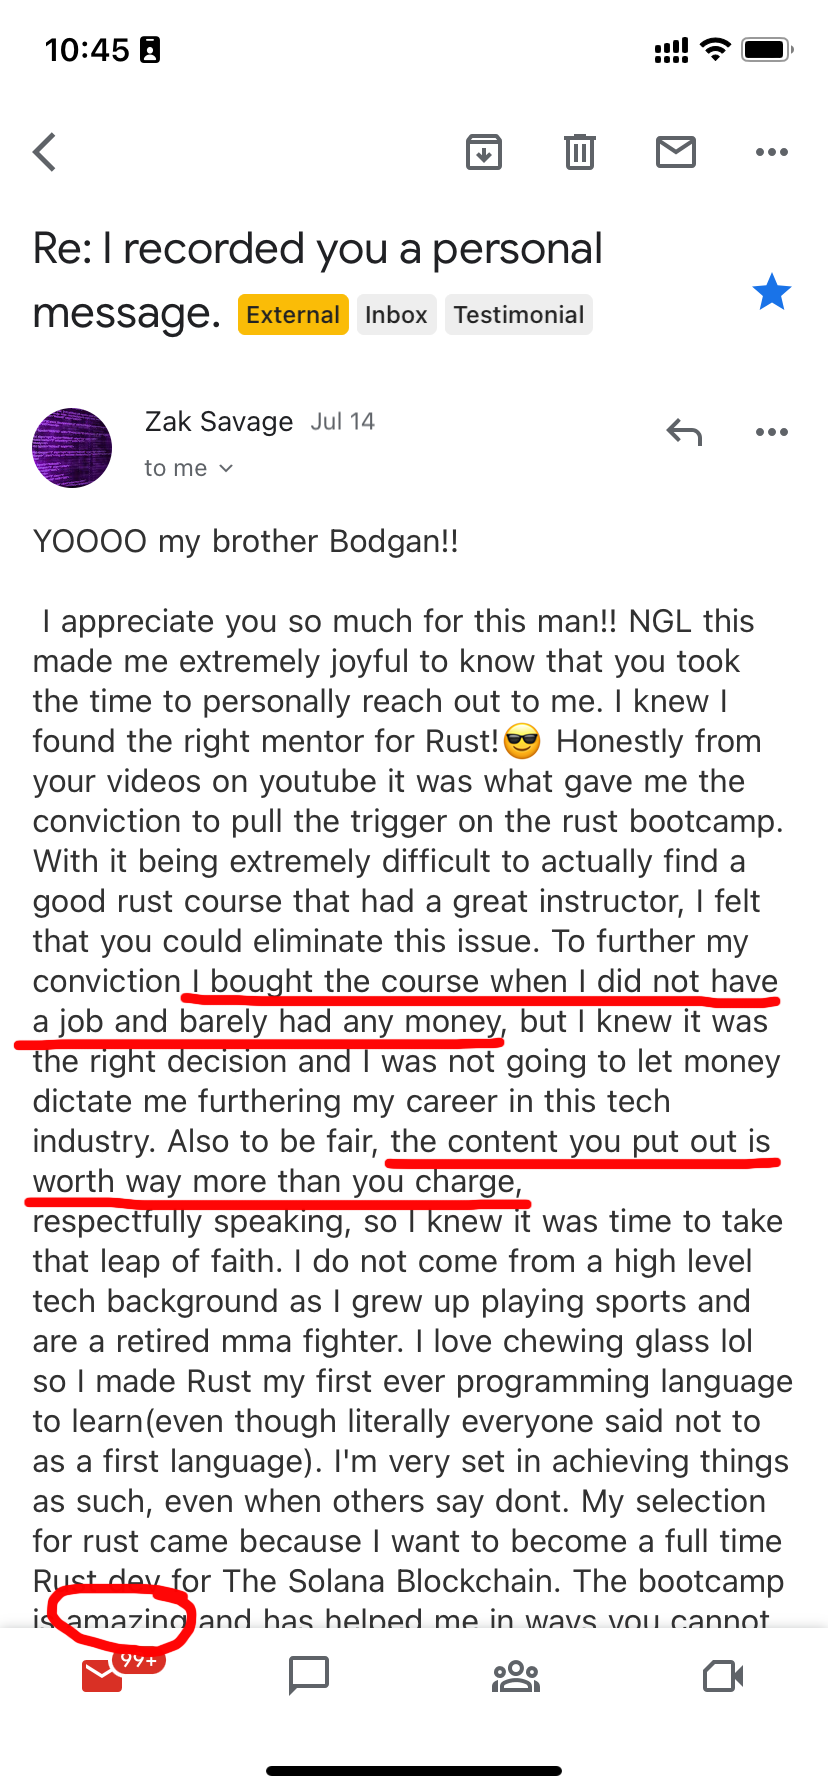 10:45
Re: I recorded you a personal
message. External Inbox Testimonial
Zak Savage Jul 14
to me
YOOOO my brother Bodgan!!
I appreciate you so much for this man!! NGL this
made me extremely joyful to know that you took
the time to personally reach out to me. I knew I
found the right mentor for Rust!😎 Honestly from
your videos on youtube it was what gave me the
conviction to pull the trigger on the rust bootcamp.
With it being extremely difficult to actually find a
good rust course that had a great instructor, I felt
that you could eliminate this issue. To further my
conviction I bought the course when I did not have
a job and barely had any money, but I knew it was
the right decision and I was not going to let money
dictate me furthering my career in this tech
industry. Also to be fair, the content you put out is
worth way more than you charge,
respectfully speaking, so I knew it was time to take
that leap of faith. I do not come from a high level
tech background as I grew up playing sports and
are a retired mma fighter. I love chewing glass lol
so I made Rust my first ever programming language
to learn(even though literally everyone said not to
as a first language). I'm very set in achieving things
as such, even when others say dont. My selection
for rust came because I want to become a full time
Rust dev for The Solana Blockchain. The bootcamp
is amazing and has helped me in ways you cannot
99+